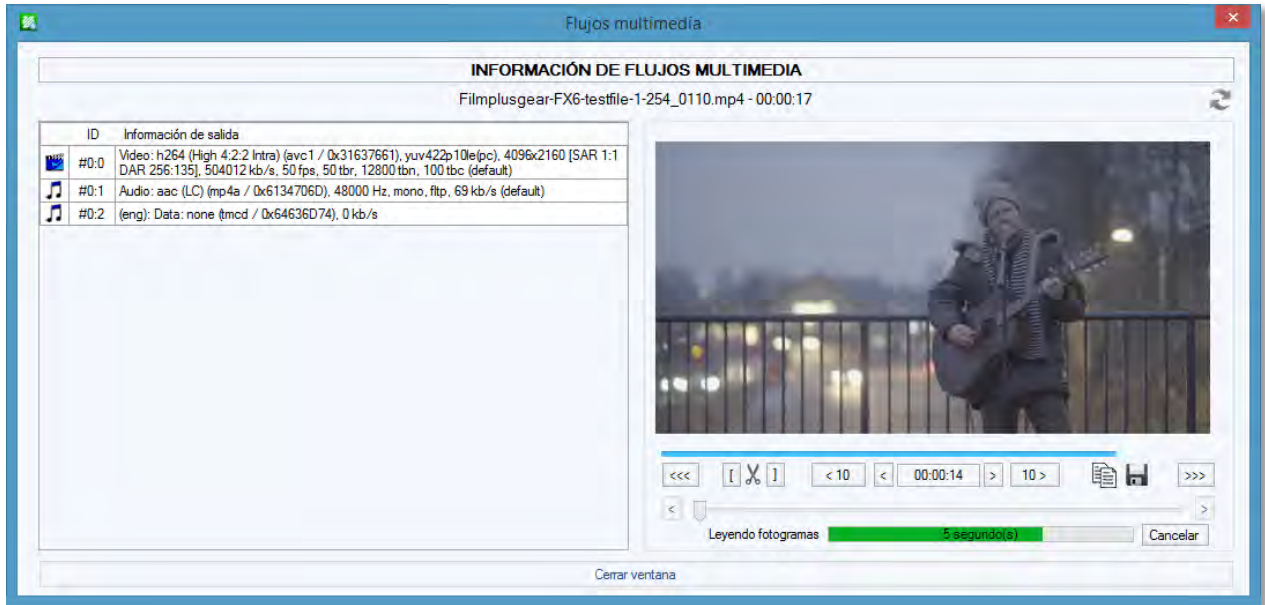 Flujos multimedia
INFORMACIÓN DE FLUJOS MULTIMEDIA
Filmplusgear-FX6-testfile-1-254_0110.mp4 - 00:00:17
ID Información de salida
#0:0 Video: h264 (High 4:2:2 Intra) (avc1 / 0x31637661), yuv422p10le(pc), 4096x2160 [SAR 1:1
DAR 256:135], 504012 kb/s, 50 fps, 50 tbr, 12800 tbn, 100 tbc (default)
#0:1 Audio: aac (LC) (mp4a / 0x6134706D), 48000 Hz, mono, fltp, 69 kb/s (default)
#0:2 (eng): Data: none (tmcd / 0x64636D74), 0 kb/s
<<< [ ] < 10 < 00:00:14 > 10 > >>>
< >
Leyendo fotogramas 5 segundo(s) Cancelar
Cerrar ventana